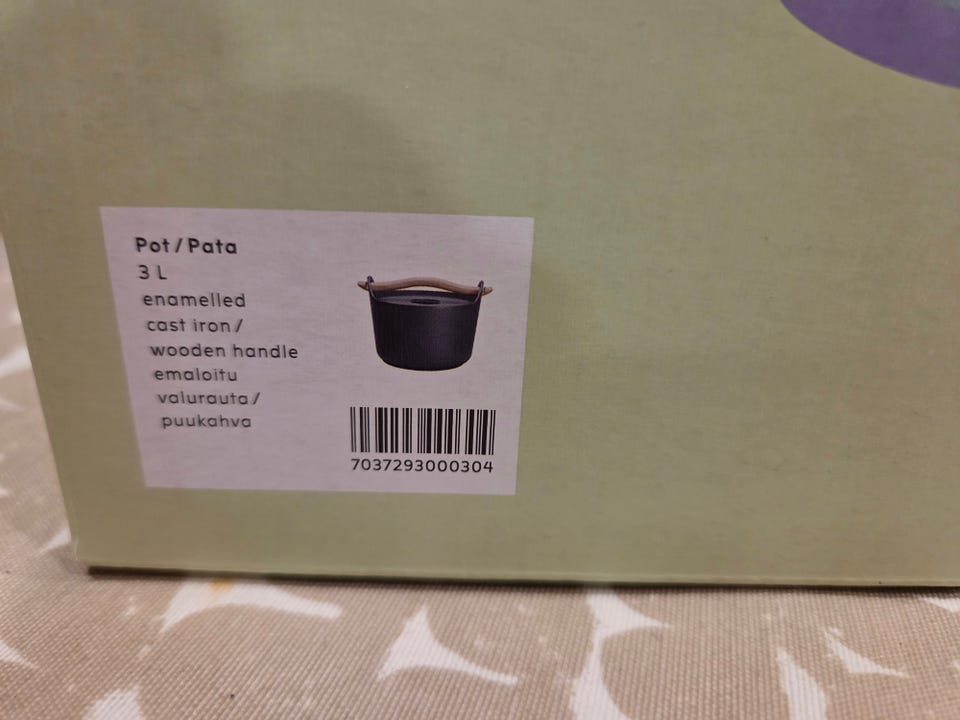 Pot / Pata
3 L
enamelled
cast iron /
wooden handle
emaloitu
valurauta /
puukahva
7037293000304